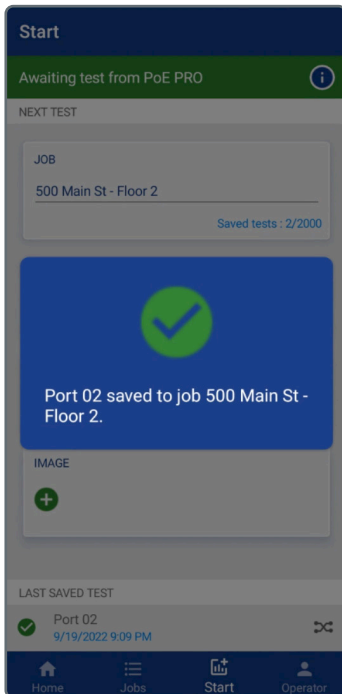 Start
Awaiting test from PoE PRO
NEXT TEST
JOB
500 Main St - Floor 2
Saved tests : 2/2000
Port 02 saved to job 500 Main St -
Floor 2.
IMAGE
LAST SAVED TEST
Port 02
9/19/2022 9:09 PM
Home
Jobs
Start
Operator